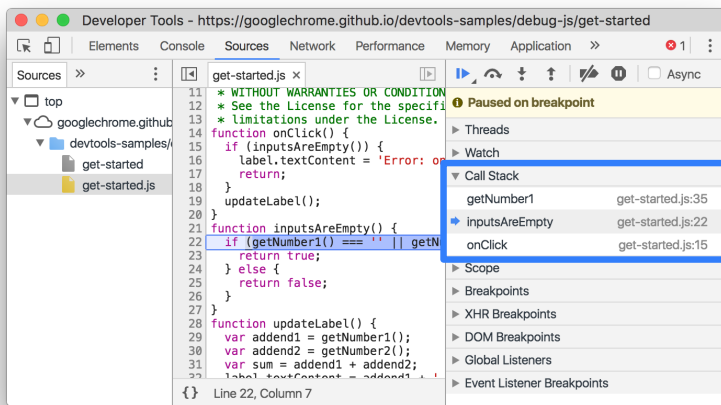 Developer Tools - https://googlechrome.github.io/devtools-samples/debug-js/get-started
Elements Console Sources Network Performance Memory Application » 1
Sources »
get-started.js ×
Async
top
googlechrome.github
devtools-samples/
get-started
get-started.js
11 * WITHOUT WARRANTIES OR CONDITION
12 * See the License for the specifi
13 * limitations under the License.
14 function onClick() {
15 if (inputsAreEmpty()) {
16 label.textContent = 'Error: on
17 return;
18 }
19 updateLabel();
20 }
21 function inputsAreEmpty() {
22 if (getNumber1() === '' || getN
23 return true;
24 } else {
25 return false;
26 }
27 }
28 function updateLabel() {
29 var addend1 = getNumber1();
30 var addend2 = getNumber2();
31 var sum = addend1 + addend2;
32 label.textContent = addend1 + '
{} Line 22, Column 7
Paused on breakpoint
Threads
Watch
Call Stack
getNumber1 get-started.js:35
inputsAreEmpty get-started.js:22
onClick get-started.js:15
Scope
Breakpoints
XHR Breakpoints
DOM Breakpoints
Global Listeners
Event Listener Breakpoints